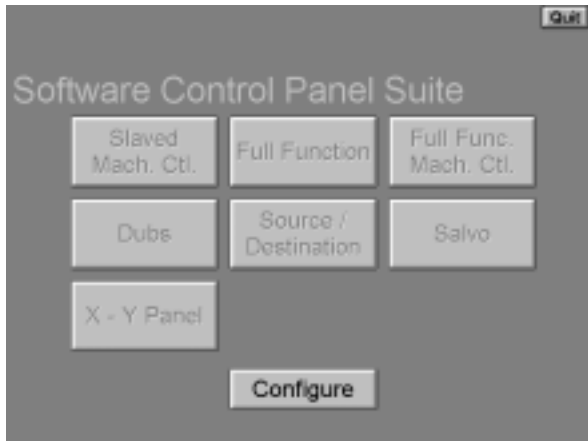 Quit
Software Control Panel Suite
Slaved
Mach. Ctl.
Full Function
Full Func.
Mach. Ctl.
Dubs
Source /
Destination
Salvo
X - Y Panel
Configure